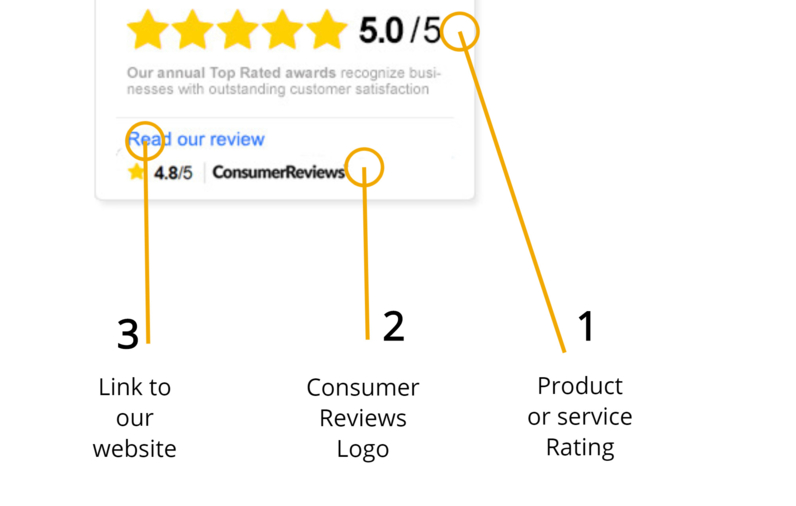 5.0 /5
Our annual Top Rated awards recognize busi-
nesses with outstanding customer satisfaction
Read our review
4.8/5 ConsumerReviews
3
Link to
our
website
2
Consumer
Reviews
Logo
1
Product
or service
Rating